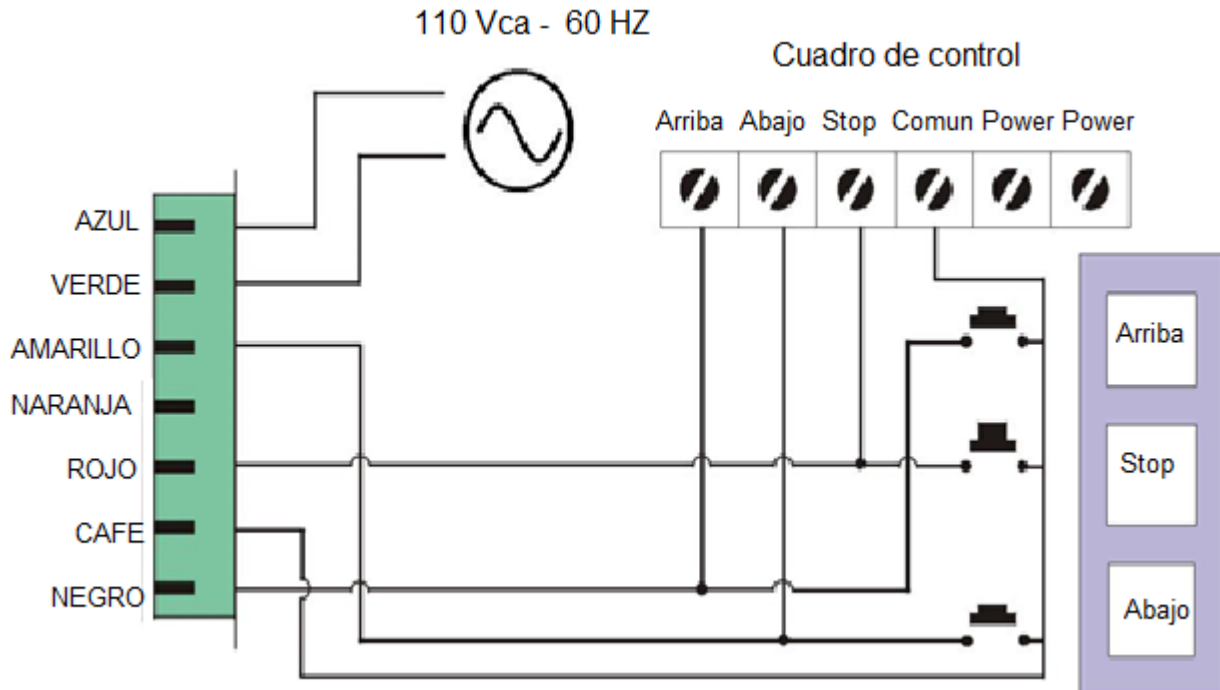 110 Vca - 60 HZ
Cuadro de control
Arriba Abajo Stop Comun Power Power
AZUL
VERDE
AMARILLO
NARANJA
ROJO
CAFE
NEGRO
Arriba
Stop
Abajo